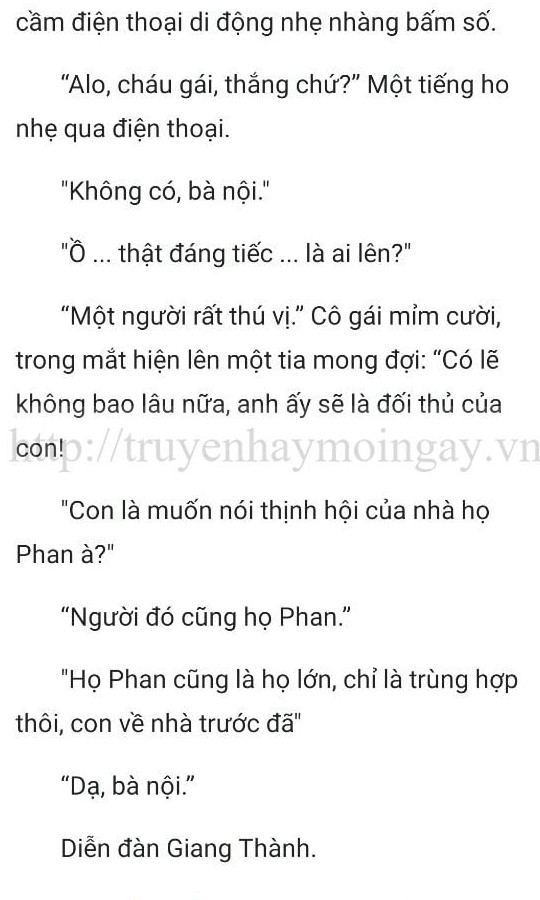 cầm điện thoại di động nhẹ nhàng bấm số.
“Alo, cháu gái, thắng chứ?” Một tiếng ho
nhẹ qua điện thoại.
"Không có, bà nội."
"Ồ ... thật đáng tiếc ... là ai lên?"
“Một người rất thú vị.” Cô gái mỉm cười,
trong mắt hiện lên một tia mong đợi: “Có lẽ
không bao lâu nữa, anh ấy sẽ là đối thủ của
con!
http://truyenhaymoingay.vn
"Con là muốn nói thịnh hội của nhà họ
Phan à?"
“Người đó cũng họ Phan.”
"Họ Phan cũng là họ lớn, chỉ là trùng hợp
thôi, con về nhà trước đã"
“Dạ, bà nội.”
Diễn đàn Giang Thành.